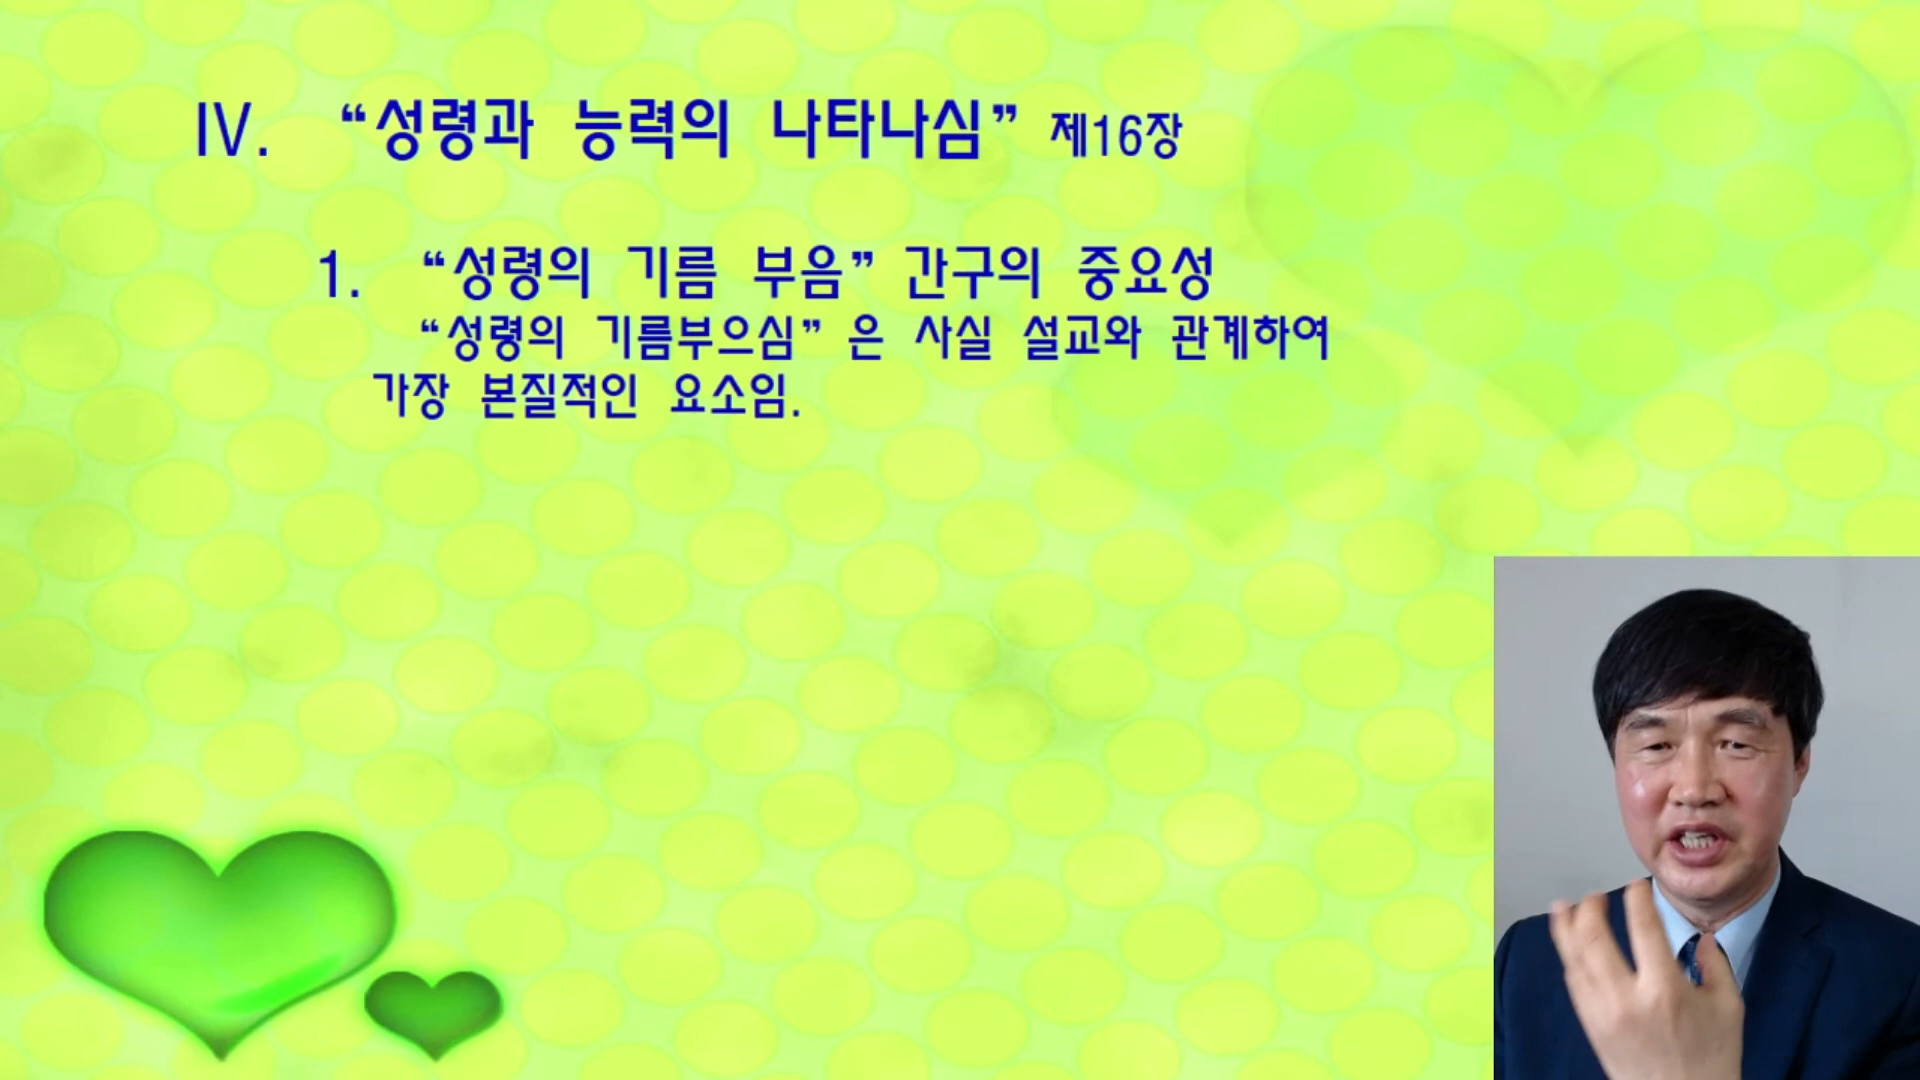 IV. “성령과 능력의 나타나심” 제16장
1. “성령의 기름 부음” 간구의 중요성
“성령의 기름부으심” 은 사실 설교와 관계하여
가장 본질적인 요소임.